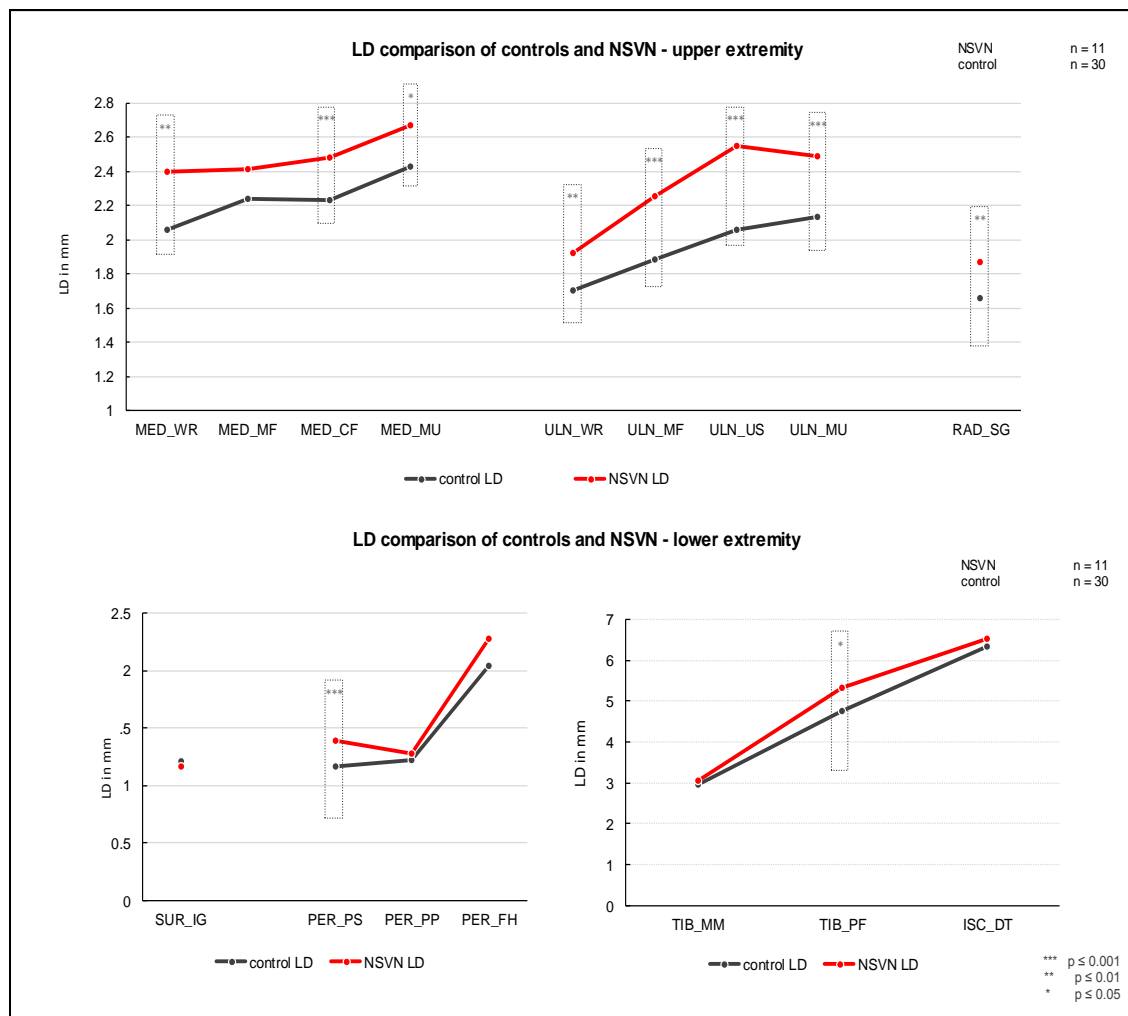 LD comparison of controls and NSVN - upper extremity
NSVN n = 11
control n = 30
LD in mm
2.8
2.6
2.4
2.2
2
1.8
1.6
1.4
1.2
1
** *** * ** *** *** *** **
MED_WR MED_MF MED_CF MED_MU ULN_WR ULN_MF ULN_US ULN_MU RAD_SG
control LD NSVN LD
LD comparison of controls and NSVN - lower extremity
NSVN n = 11
control n = 30
LD in mm
2.5
2
.5
1
0.5
0
***
SUR_IG PER_PS PER_PP PER_FH
control LD NSVN LD
LD in mm
7
6
5
4
3
2
1
0
*
TIB_MM TIB_PF ISC_DT
control LD NSVN LD
*** p ≤ 0.001
** p ≤ 0.01
* p ≤ 0.05